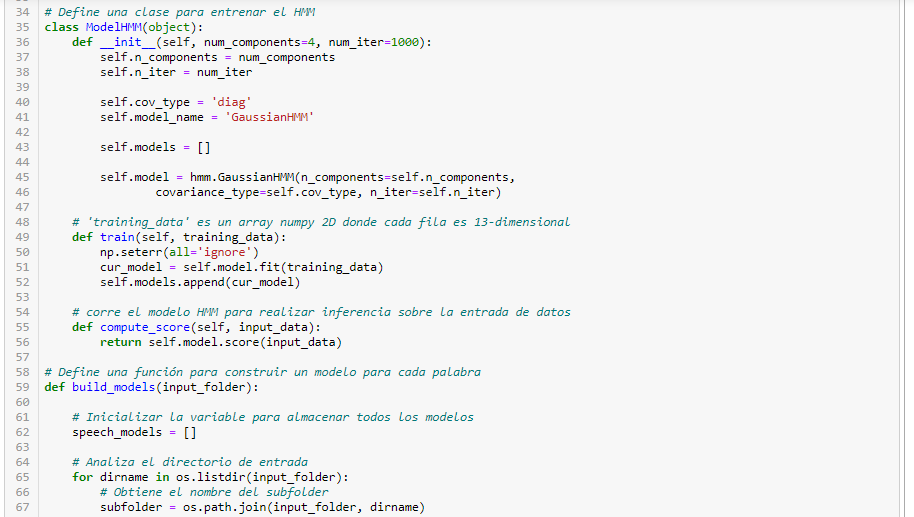 34 # Define una clase para entrenar el HMM
35 class ModelHMM(object):
36     def __init__(self, num_components=4, num_iter=1000):
37         self.n_components = num_components
38         self.n_iter = num_iter
39
40         self.cov_type = 'diag'
41         self.model_name = 'GaussianHMM'
42
43         self.models = []
44
45         self.model = hmm.GaussianHMM(n_components=self.n_components,
46                 covariance_type=self.cov_type, n_iter=self.n_iter)
47
48     # 'training_data' es un array numpy 2D donde cada fila es 13-dimensional
49     def train(self, training_data):
50         np.seterr(all='ignore')
51         cur_model = self.model.fit(training_data)
52         self.models.append(cur_model)
53
54     # corre el modelo HMM para realizar inferencia sobre la entrada de datos
55     def compute_score(self, input_data):
56         return self.model.score(input_data)
57
58 # Define una función para construir un modelo para cada palabra
59 def build_models(input_folder):
60
61     # Inicializar la variable para almacenar todos los modelos
62     speech_models = []
63
64     # Analiza el directorio de entrada
65     for dirname in os.listdir(input_folder):
66         # Obtiene el nombre del subfolder
67         subfolder = os.path.join(input_folder, dirname)